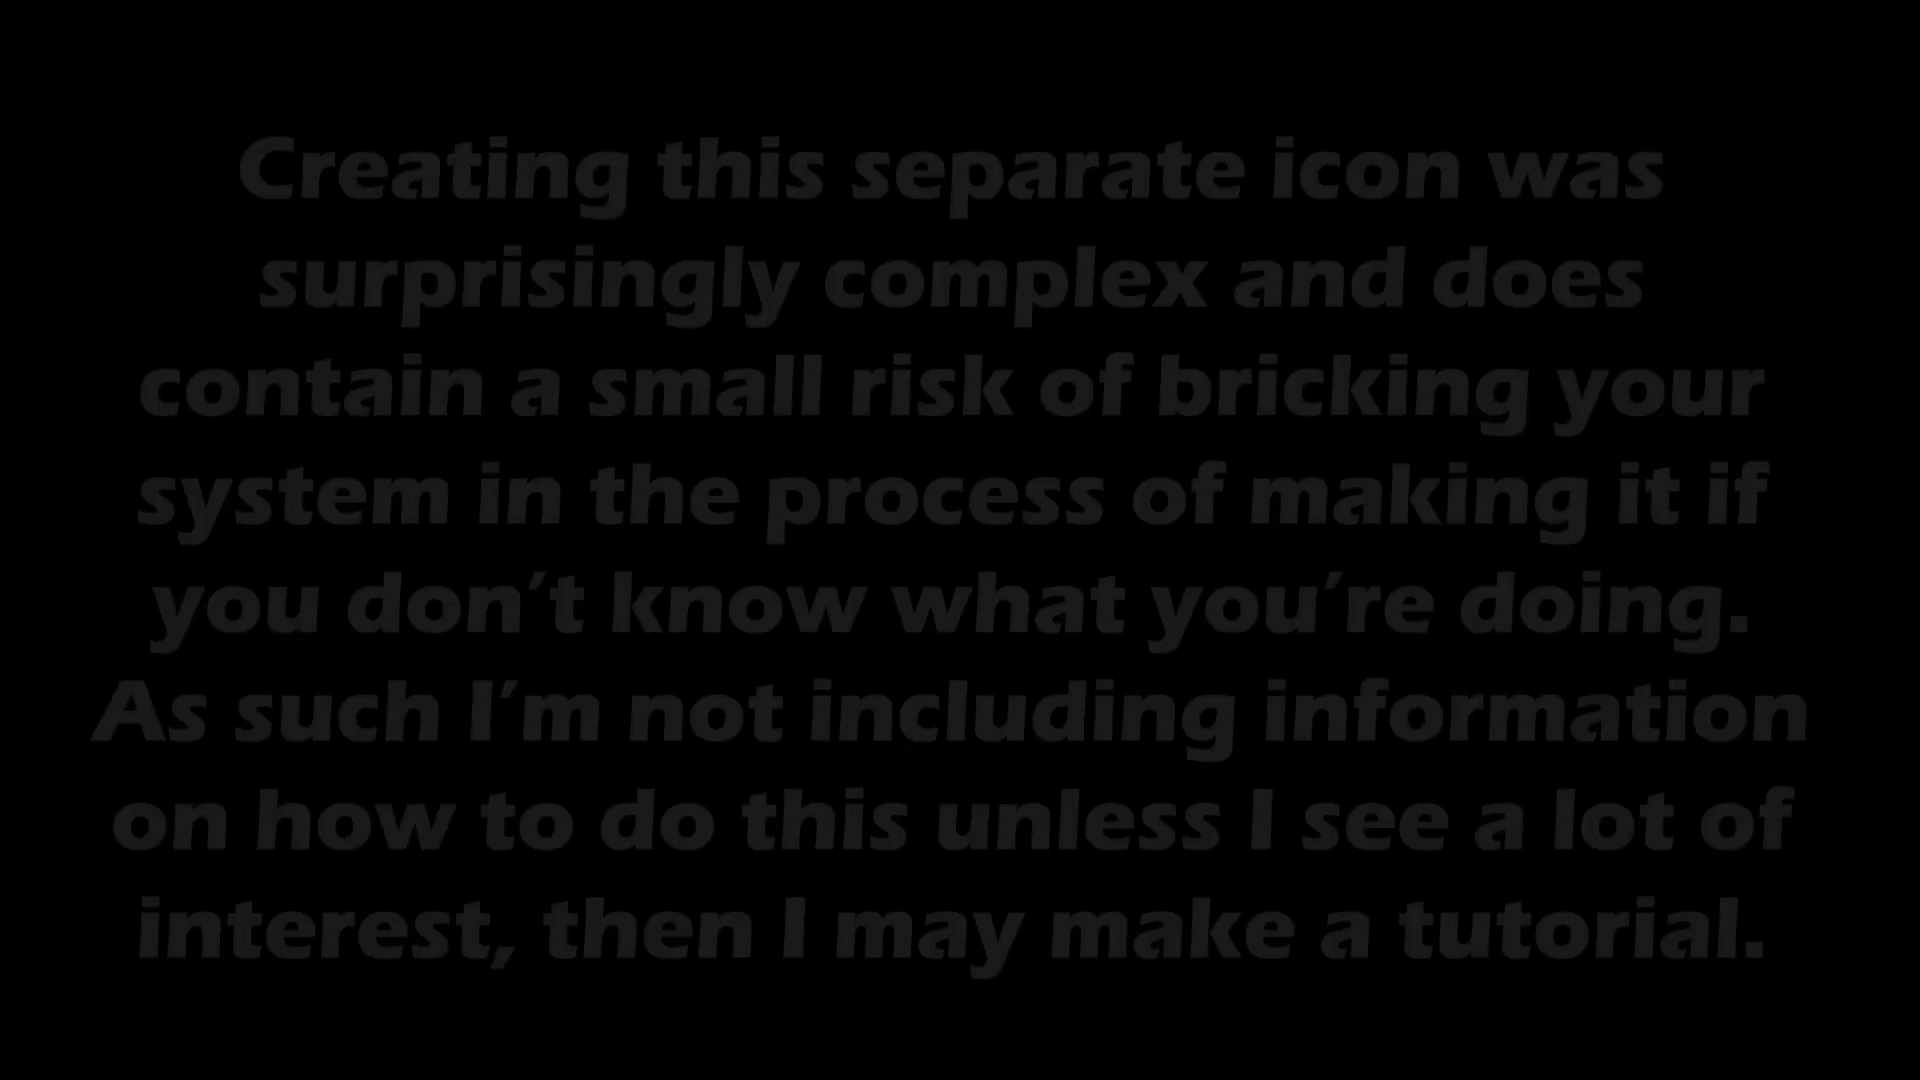 Creating this separate icon was
surprisingly complex and does
contain a small risk of bricking your
system in the process of making it if
you don't know what you're doing.
As such I'm not including information
on how to do this unless I see a lot of
interest, then I may make a tutorial.